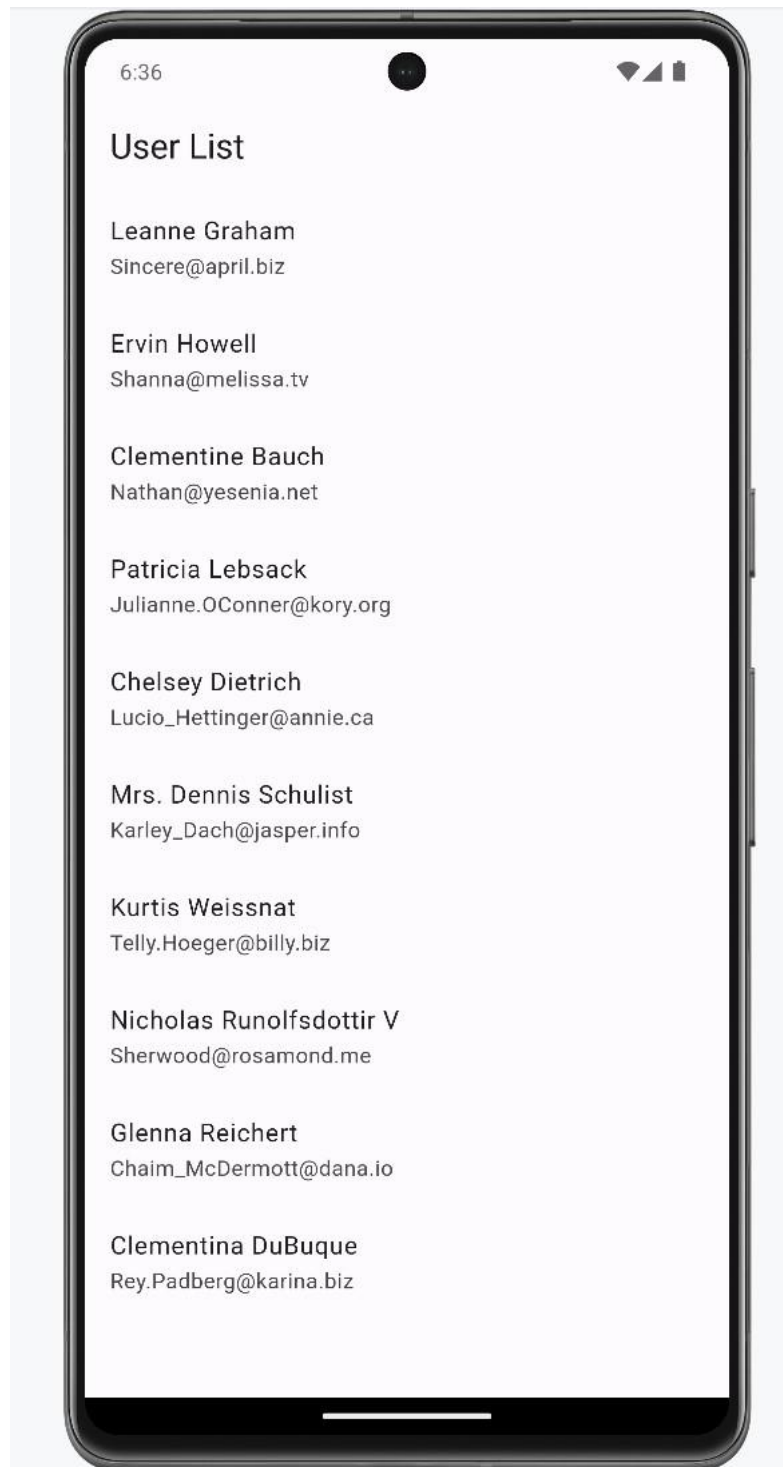 6:36
User List
Leanne Graham
Sincere@april.biz
Ervin Howell
Shanna@melissa.tv
Clementine Bauch
Nathan@yesenia.net
Patricia Lebsack
Julianne.OConner@kory.org
Chelsey Dietrich
Lucio_Hettinger@annie.ca
Mrs. Dennis Schulist
Karley_Dach@jasper.info
Kurtis Weissnat
Telly.Hoeger@billy.biz
Nicholas Runolfsdottir V
Sherwood@rosamond.me
Glenna Reichert
Chaim_McDermott@dana.io
Clementina DuBuque
Rey.Padberg@karina.biz